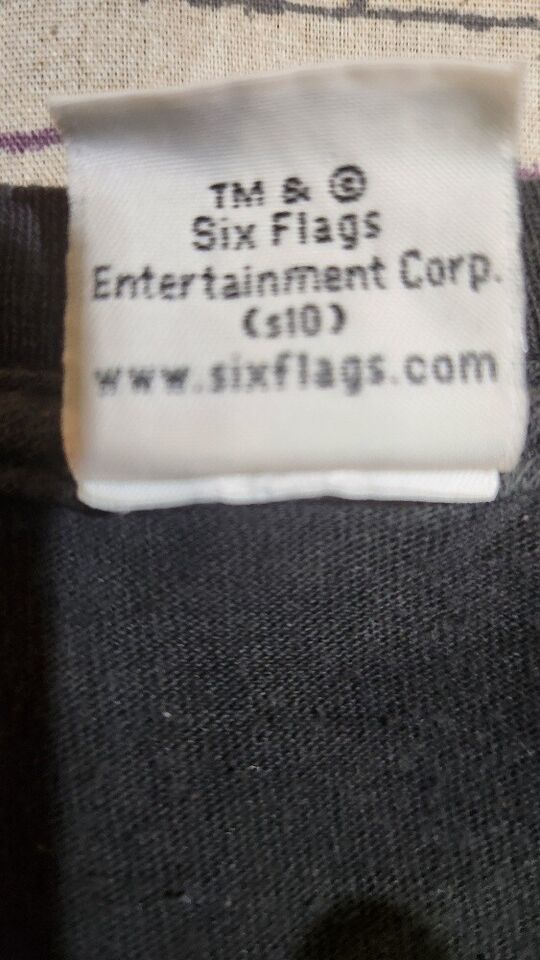 TM & ©
Six Flags
Entertainment Corp.
(s10)
www.sixflags.com